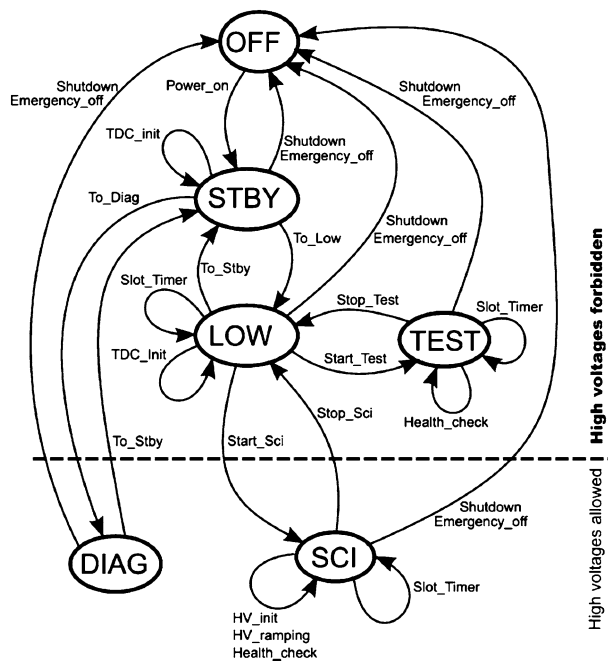 OFF
Shutdown
Emergency_off
Power_on
Shutdown
Emergency_off
TDC_init
Shutdown
Emergency_off
STBY
To_Diag
To_Low
Shutdown
Emergency_off
To_Stby
Slot_Timer
Stop_Test
Slot_Timer
LOW
TEST
TDC_Init
Start_Test
Health_check
Stop_Sci
To_Stby
Start_Sci
High voltages forbidden
High voltages allowed
Shutdown
Emergency_off
DIAG
SCI
Slot_Timer
HV_init
HV_ramping
Health_check